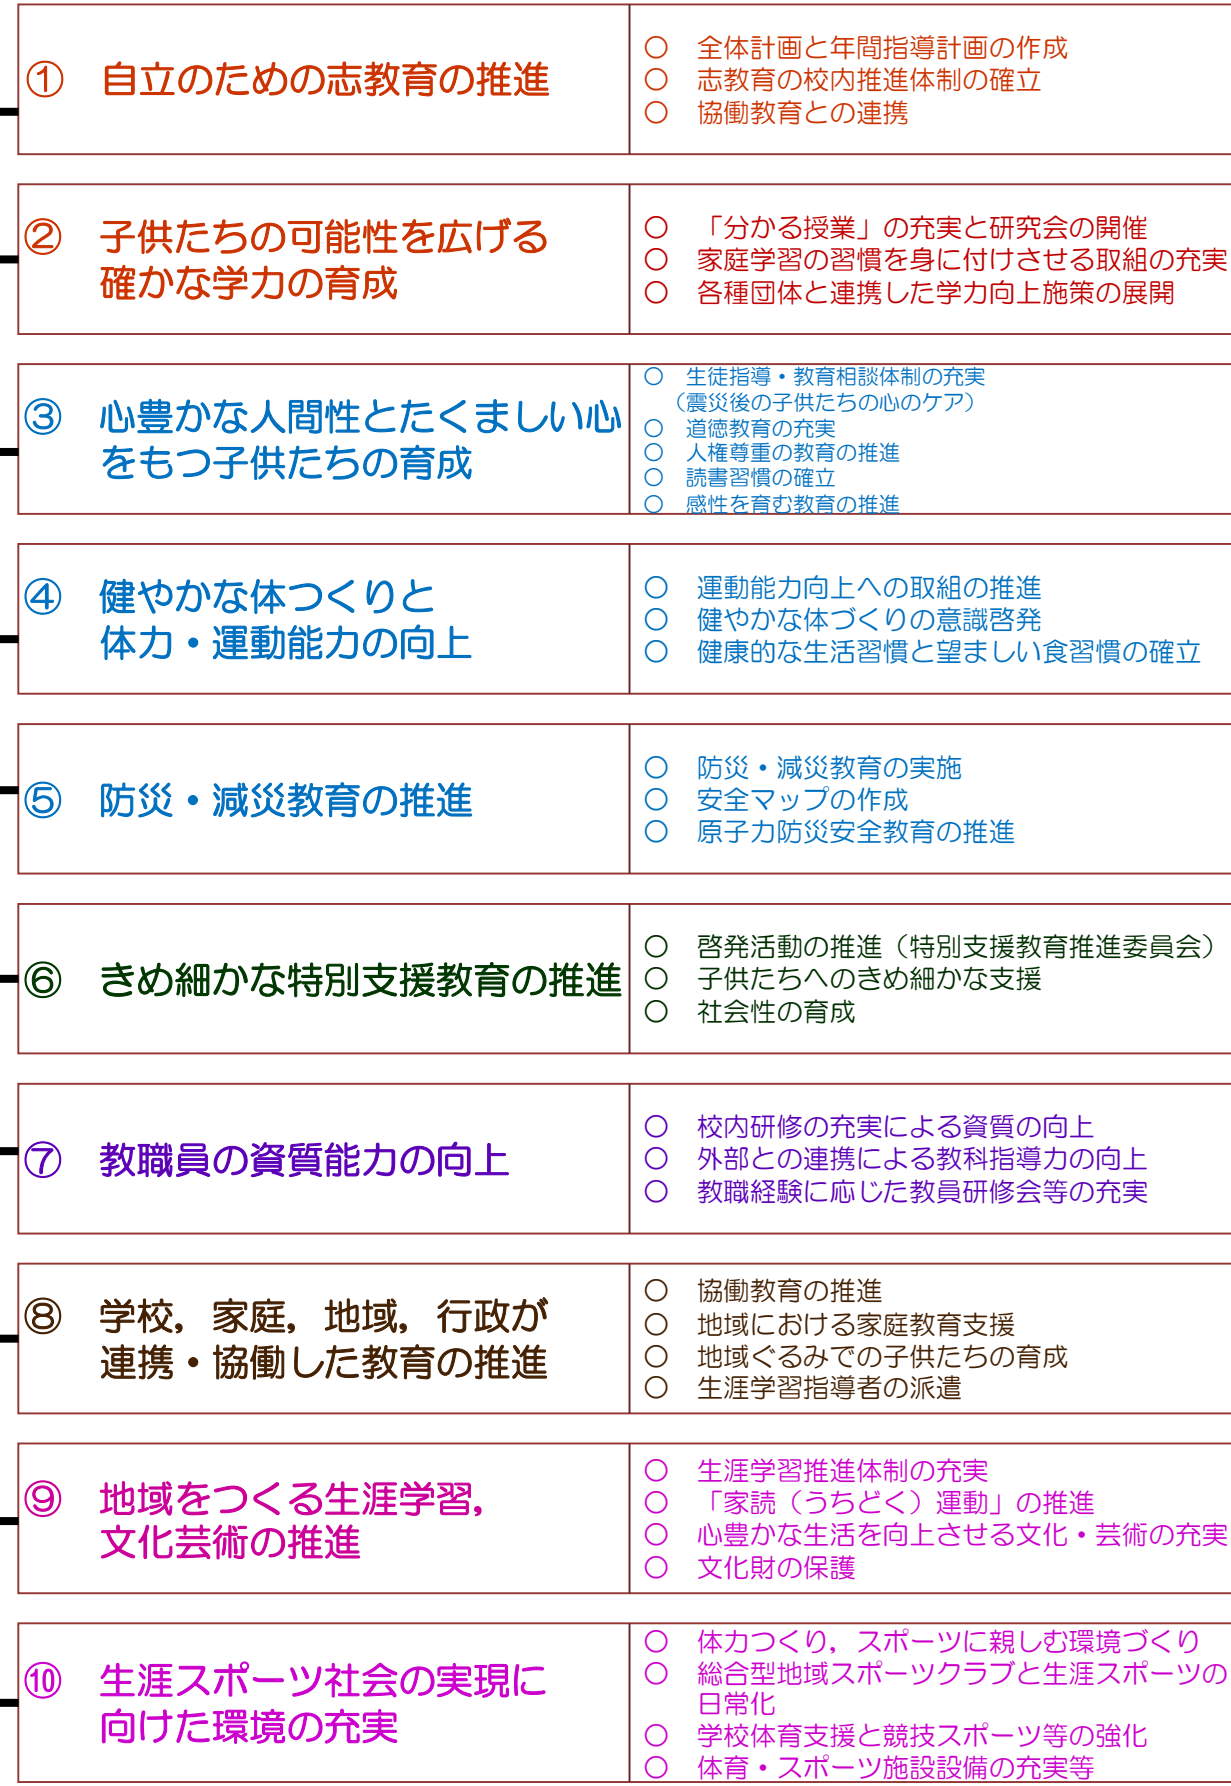 ① 自立のための志教育の推進
○ 全体計画と年間指導計画の作成
○ 志教育の校内推進体制の確立
○ 協働教育との連携
② 子供たちの可能性を広げる
確かな学力の育成
○ 「分かる授業」の充実と研究会の開催
○ 家庭学習の習慣を身に付けさせる取組の充実
○ 各種団体と連携した学力向上施策の展開
③ 心豊かな人間性とたくましい心
をもつ子供たちの育成
○ 生徒指導・教育相談体制の充実
（震災後の子供たちの心のケア）
○ 道徳教育の充実
○ 人権尊重の教育の推進
○ 読書習慣の確立
○ 感性を育む教育の推進
④ 健やかな体つくりと
体力・運動能力の向上
○ 運動能力向上への取組の推進
○ 健やかな体づくりの意識啓発
○ 健康的な生活習慣と望ましい食習慣の確立
⑤ 防災・減災教育の推進
○ 防災・減災教育の実施
○ 安全マップの作成
○ 原子力防災安全教育の推進
⑥ きめ細かな特別支援教育の推進
○ 啓発活動の推進（特別支援教育推進委員会）
○ 子供たちへのきめ細かな支援
○ 社会性の育成
⑦ 教職員の資質能力の向上
○ 校内研修の充実による資質の向上
○ 外部との連携による教科指導力の向上
○ 教職経験に応じた教員研修会等の充実
⑧ 学校，家庭，地域，行政が
連携・協働した教育の推進
○ 協働教育の推進
○ 地域における家庭教育支援
○ 地域ぐるみでの子供たちの育成
○ 生涯学習指導者の派遣
⑨ 地域をつくる生涯学習，
文化芸術の推進
○ 生涯学習推進体制の充実
○ 「家読（うちどく）運動」の推進
○ 心豊かな生活を向上させる文化・芸術の充実
○ 文化財の保護
⑩ 生涯スポーツ社会の実現に
向けた環境の充実
○ 体力つくり，スポーツに親しむ環境づくり
○ 総合型地域スポーツクラブと生涯スポーツの
日常化
○ 学校体育支援と競技スポーツ等の強化
○ 体育・スポーツ施設設備の充実等